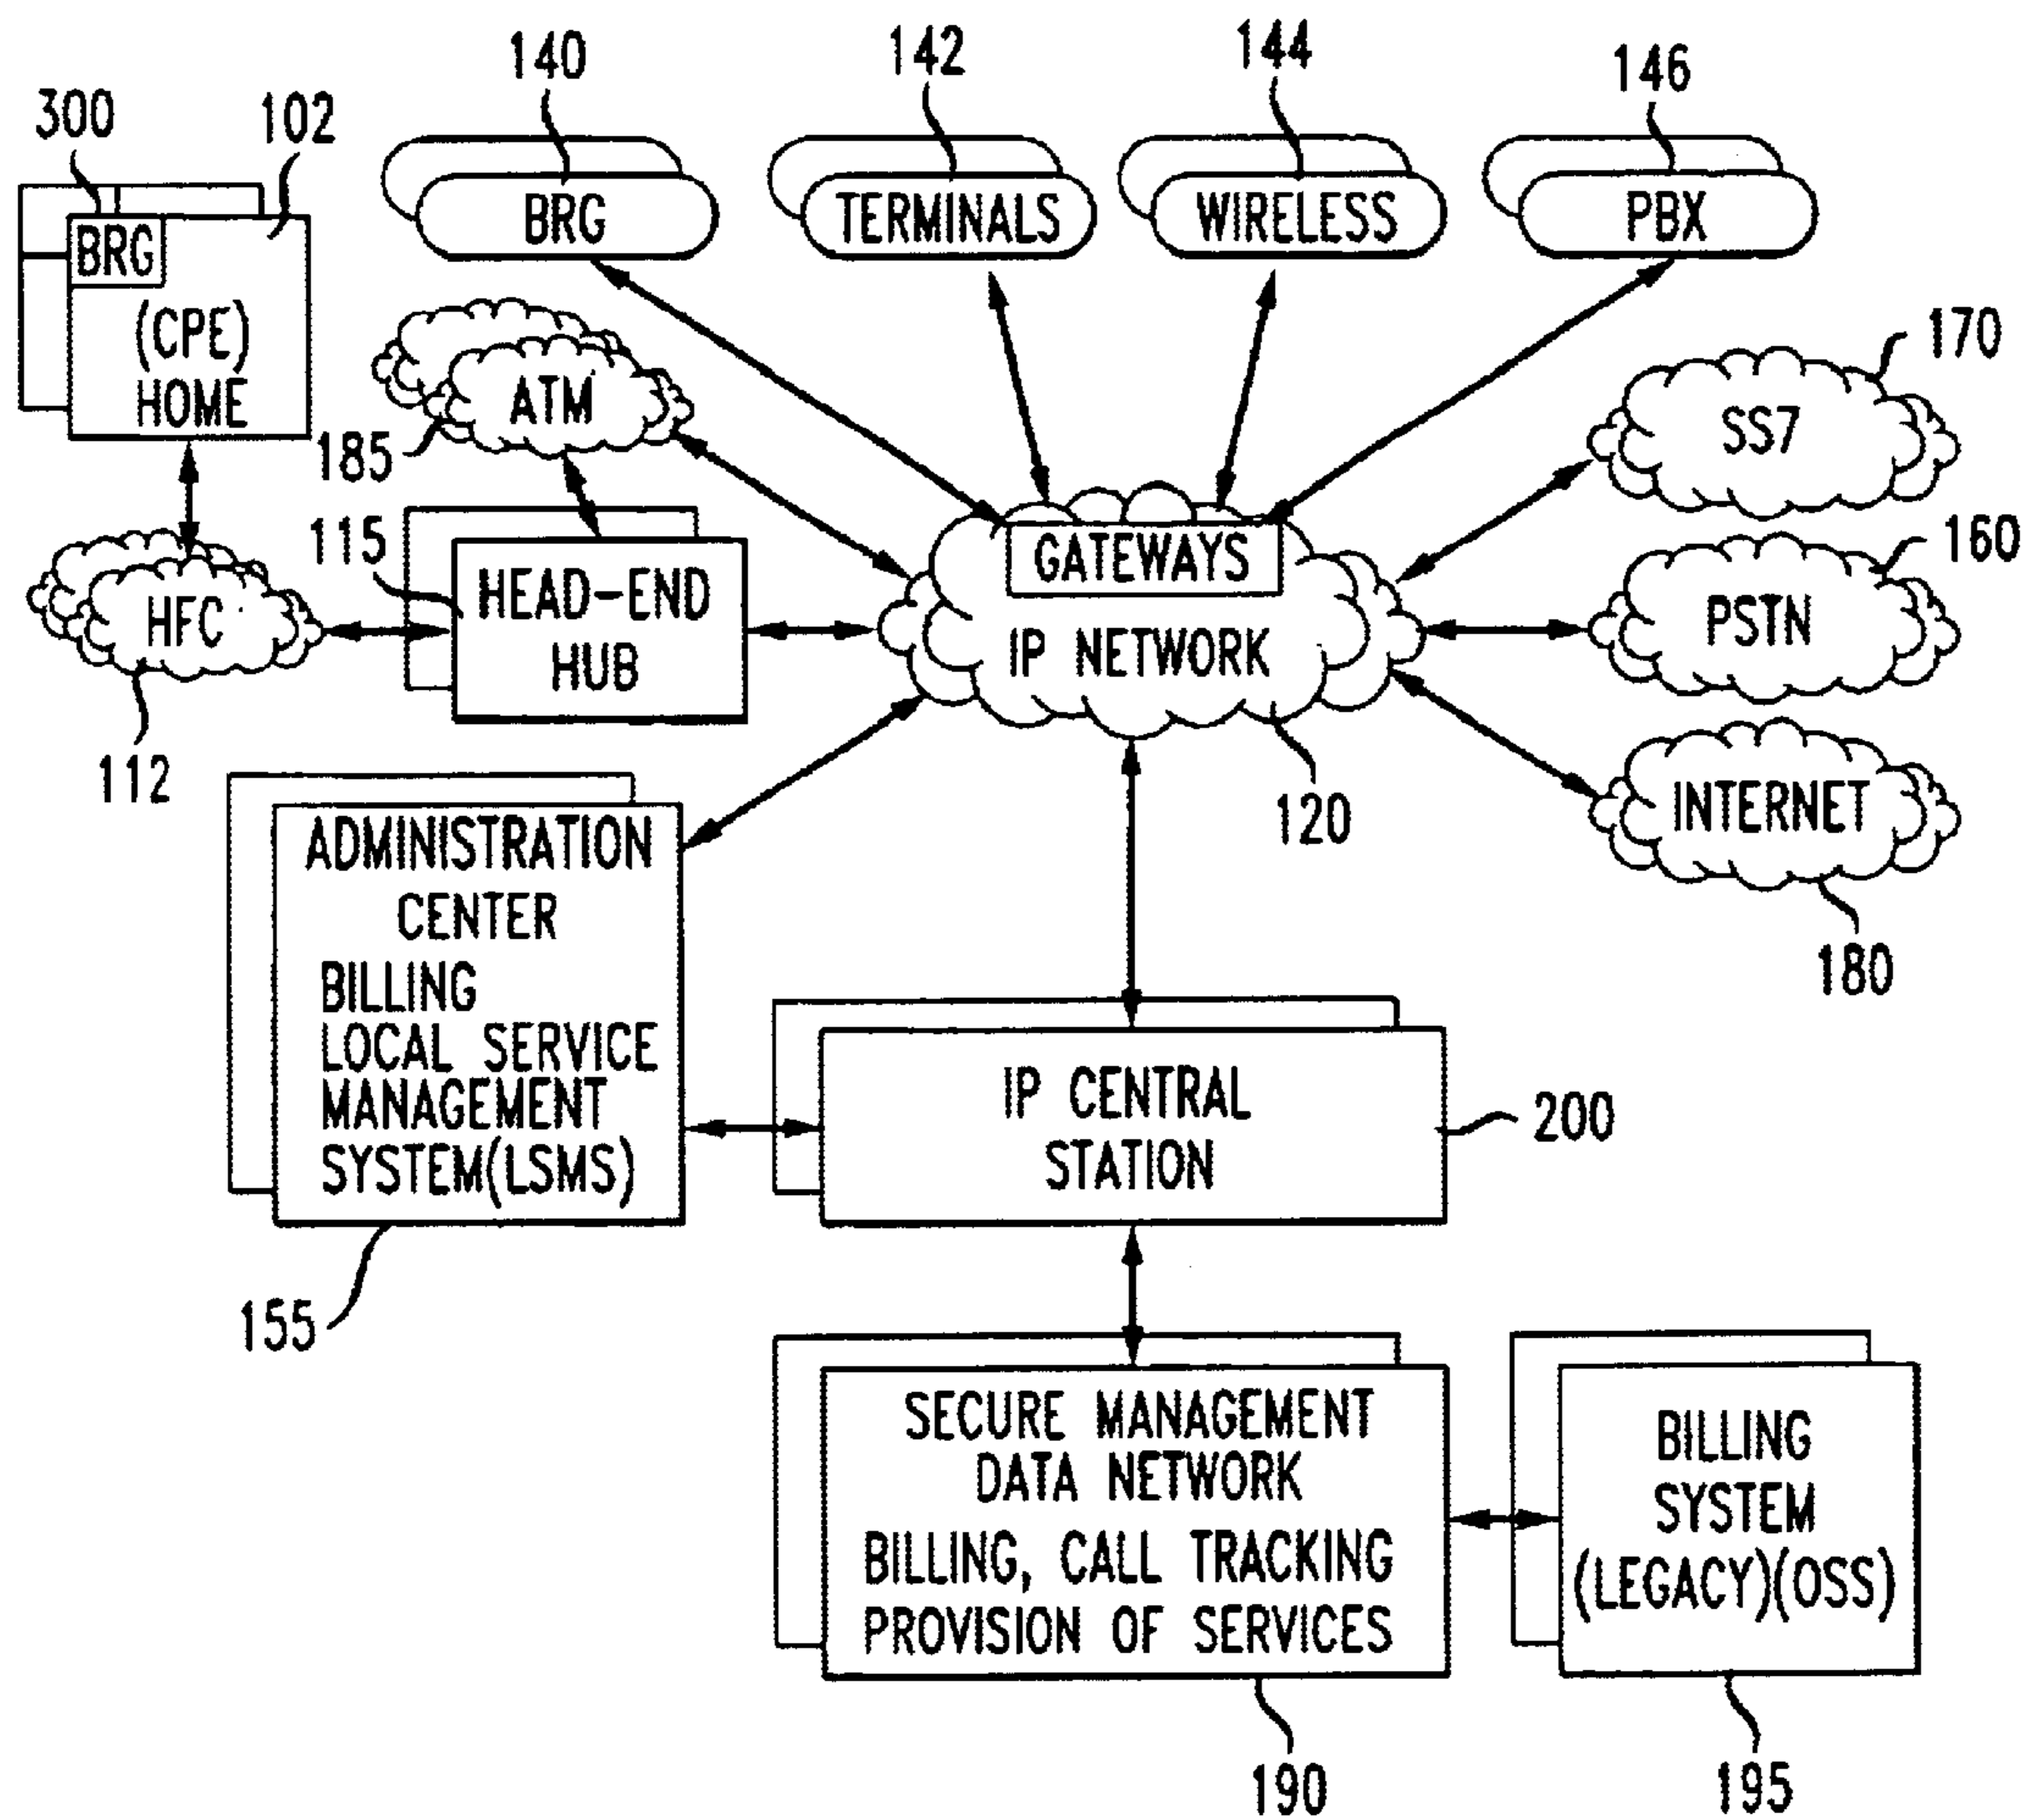 140
142
144
146
300
102
BRG
TERMINALS
WIRELESS
PBX
BRG
(CPE)
HOME
ATM
185
170
SS7
115
HEAD-END
HUB
GATEWAYS
IP NETWORK
160
PSTN
HFC
112
120
INTERNET
180
ADMINISTRATION
CENTER
BILLING
LOCAL SERVICE
MANAGEMENT
SYSTEM(LSMS)
155
IP CENTRAL
STATION
200
SECURE MANAGEMENT
DATA NETWORK
BILLING, CALL TRACKING
PROVISION OF SERVICES
190
BILLING
SYSTEM
(LEGACY)(OSS)
195